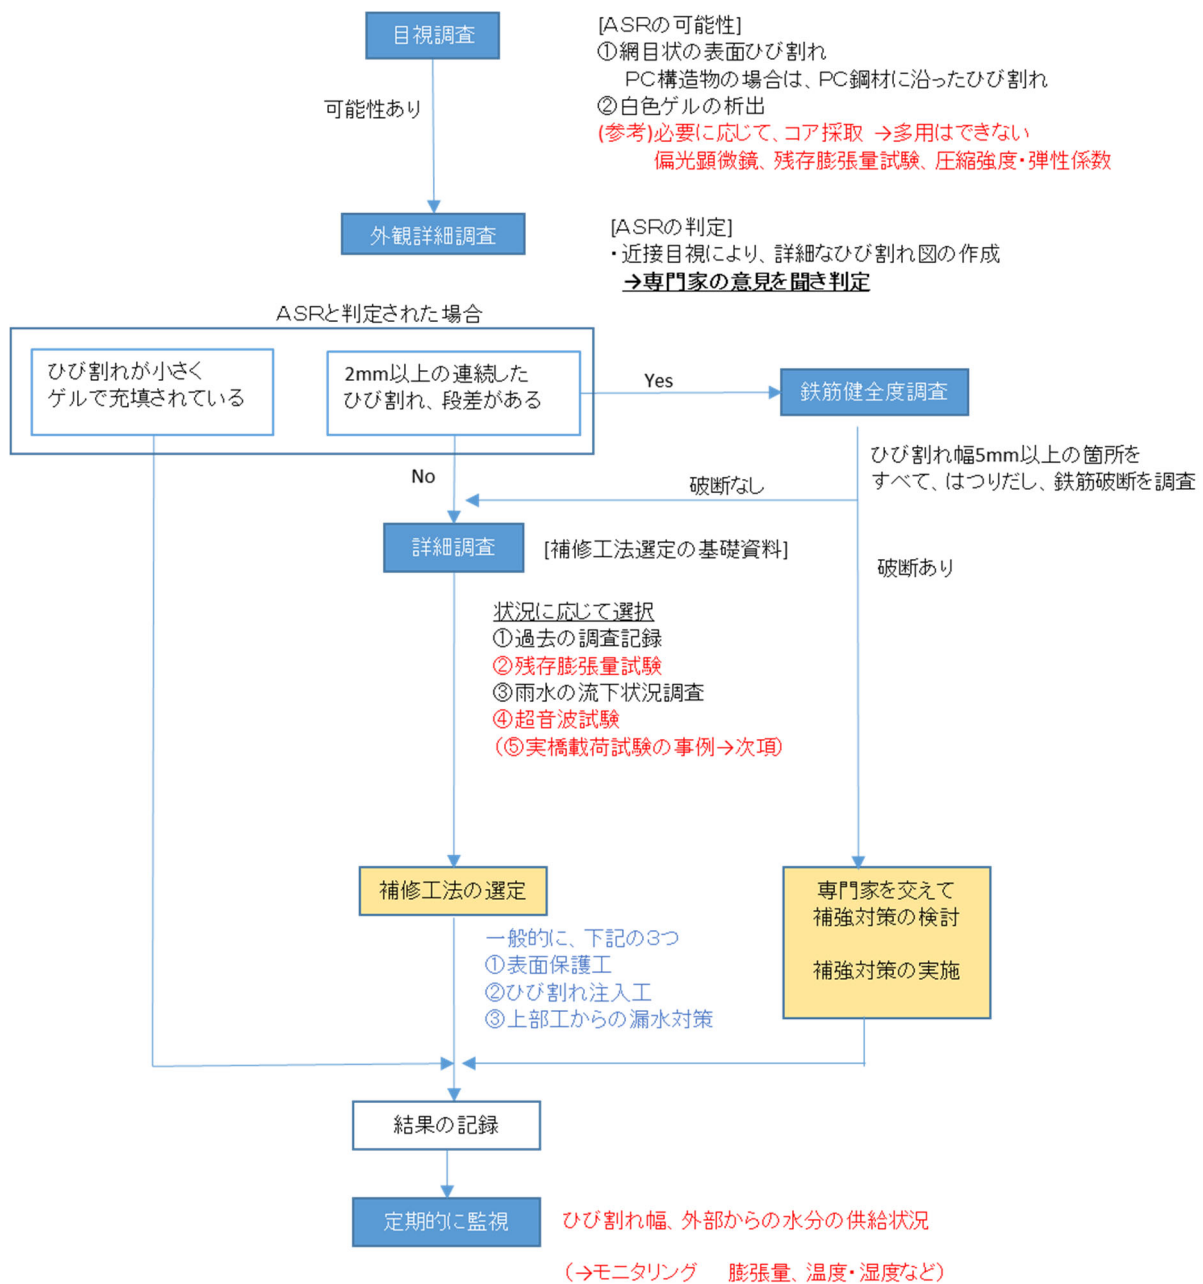 目視調査
[ASRの可能性]
①網目状の表面ひび割れ
PC構造物の場合は、PC鋼材に沿ったひび割れ
②白色ゲルの析出
(参考)必要に応じて、コア採取 →多用はできない
偏光顕微鏡、残存膨張量試験、圧縮強度・弾性係数
可能性あり
外観詳細調査
[ASRの判定]
・近接目視により、詳細なひび割れ図の作成
→専門家の意見を聞き判定
ASRと判定された場合
ひび割れが小さく
ゲルで充填されている
2mm以上の連続した
ひび割れ、段差がある
Yes
鉄筋健全度調査
ひび割れ幅5mm以上の箇所を
すべて、はつりだし、鉄筋破断を調査
No
破断なし
詳細調査
[補修工法選定の基礎資料]
破断あり
状況に応じて選択
①過去の調査記録
②残存膨張量試験
③雨水の流下状況調査
④超音波試験
(⑤実橋載荷試験の事例→次項)
補修工法の選定
専門家を交えて
補強対策の検討
補強対策の実施
一般的に、下記の3つ
①表面保護工
②ひび割れ注入工
③上部工からの漏水対策
結果の記録
定期的に監視
ひび割れ幅、外部からの水分の供給状況
(→モニタリング 膨張量、温度・湿度など)